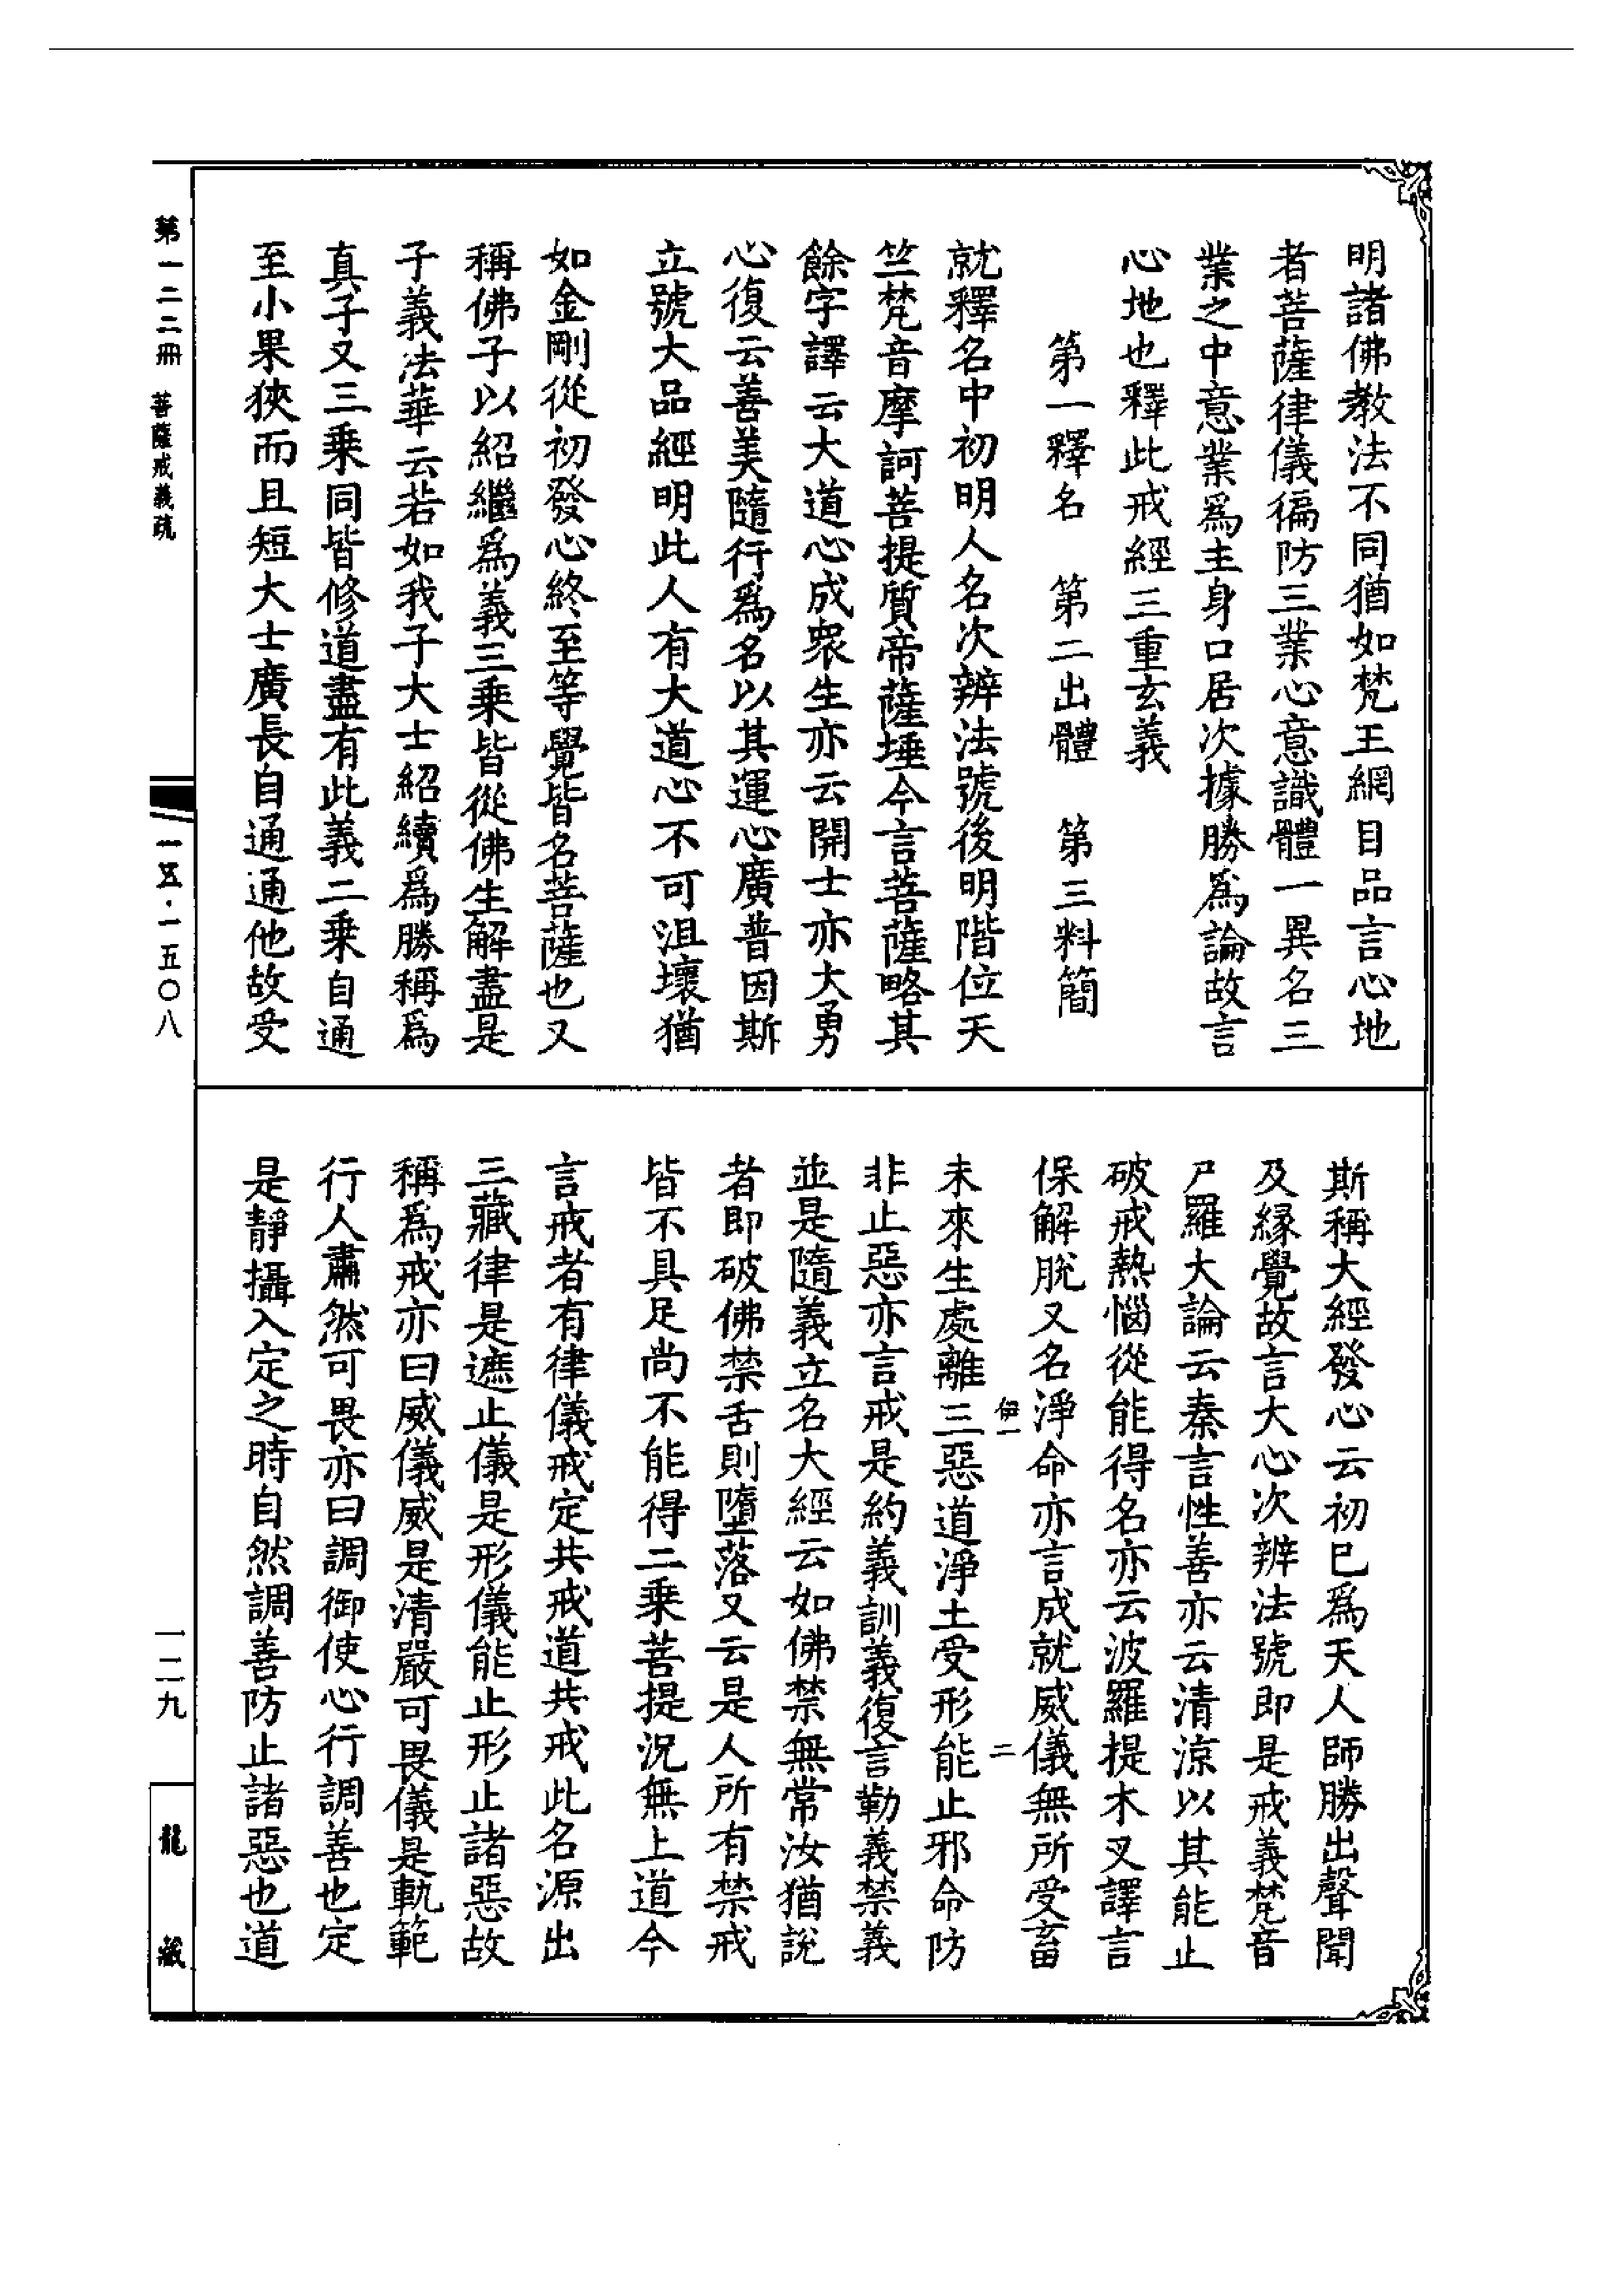 明諸佛教法不同猶如梵王網目品言心地
者菩薩律儀徧防三業心意識體一異名三
業之中意業爲主身口居次據勝爲論故言
心地也釋此戒經三重玄義
第一釋名　第二出體　第三料簡
就釋名中初明人名次辨法號後明階位天
竺梵音摩訶菩提質帝薩埵今言菩薩略其
餘字譯云大道心成衆生亦云開士亦大勇
心復云善美隨行爲名以其運心廣普因斯
立號大品經明此人有大道心不可沮壞猶
如金剛從初發心終至等覺皆名菩薩也又
稱佛子以紹繼爲義三乘皆從佛生解盡是
子義法華云若如我子大士紹續爲勝稱爲
真子又三乘同皆修道盡有此義二乘自通
至小果狹而且短大士廣長自通通他故受
斯稱大經發心云初已爲天人師勝出聲聞
及緣覺故言大心次辨法號即是戒義梵音
尸羅大論云秦言性善亦云清涼以其能止
破戒熱惱從能得名亦云波羅提木叉譯言
保解脫又名淨命亦言成就威儀無所受畜
伊一　二
未來生處離三惡道淨土受形能止邪命防
非止惡亦言戒是約義訓義復言勒義禁義
並是隨義立名大經云如佛禁無常汝猶說
者即破佛禁舌則墮落又云是人所有禁戒
皆不具足尚不能得二乘菩提況無上道今
言戒者有律儀戒定共戒道共戒此名源出
三藏律是遮止儀是形儀能止形止諸惡故
稱爲戒亦曰威儀威是清嚴可畏儀是軌範
行人肅然可畏亦曰調御使心行調善也定
是靜攝入定之時自然調善防止諸惡也道
第一二二冊　菩薩戒義疏
一五·一五〇八
一二九
龍藏